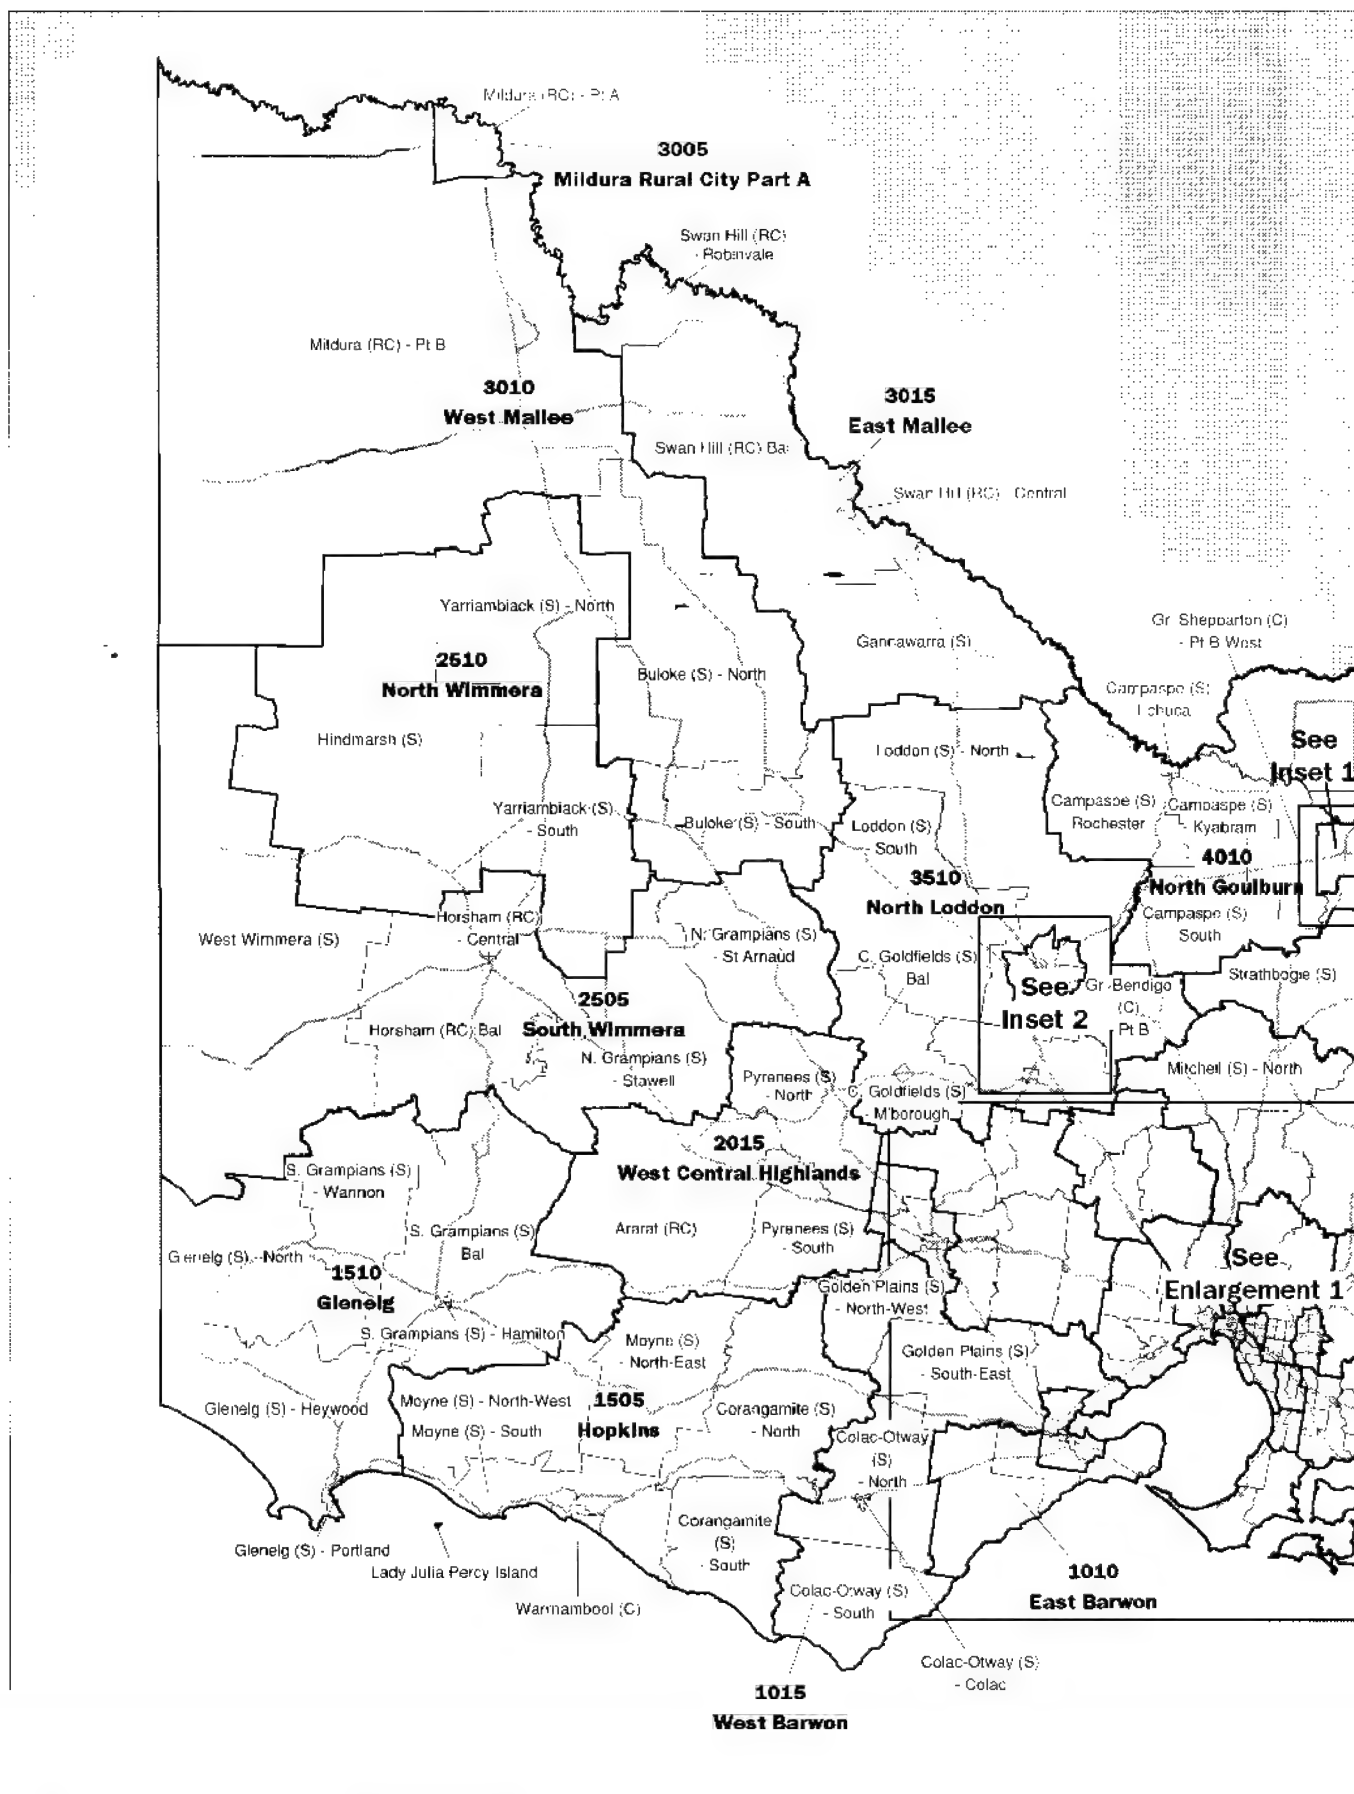 Mildura (RC) - Pt A
3005
Mildura Rural City Part A
Swan Hill (RC)
- Robinvale
Mildura (RC) - Pt B
3010
West Mallee
3015
East Mallee
Swan Hill (RC) Bal
Swan Hill (RC) - Central
Yarriambiack (S) - North
Gr. Shepparton (C)
- Pt B West
Gannawarra (S)
2510
North Wimmera
Buloke (S) - North
Campaspe (S)
Echuca
Hindmarsh (S)
Loddon (S) - North
See
Inset 1
Yarriambiack (S)
- South
Buloke (S) - South
Loddon (S)
South
Campaspe (S)
Rochester
Campaspe (S)
- Kyabram
4010
North Goulburn
3510
North Loddon
Campaspe (S)
South
Horsham (RC)
- Central
West Wimmera (S)
N. Grampians (S)
- St Arnaud
C. Goldfields (S)
Bal
Strathbogie (S)
See
Inset 2
Gr. Bendigo
(C)
Pt B
2505
South Wimmera
Horsham (RC) Bal
N. Grampians (S)
- Stawell
Pyrenees (S)
- North
C. Goldfields (S)
- M'borough
Mitchell (S) - North
2015
West Central Highlands
S. Grampians (S)
- Wannon
S. Grampians (S)
Bal
Ararat (RC)
Pyrenees (S)
- South
Glenelg (S) - North
1510
Glenelg
See
Enlargement 1
Golden Plains (S)
- North-West
S. Grampians (S) - Hamilton
Moyne (S)
- North-East
Golden Plains (S)
- South-East
Glenelg (S) - Heywood
Moyne (S) - North-West
Moyne (S) - South
1505
Hopkins
Corangamite (S)
- North
Colac-Otway
(S)
- North
Glenelg (S) - Portland
Lady Julia Percy Island
Warrnambool (C)
Corangamite
(S)
- South
Colac-Otway (S)
- South
1010
East Barwon
Colac-Otway (S)
- Colac
1015
West Barwon